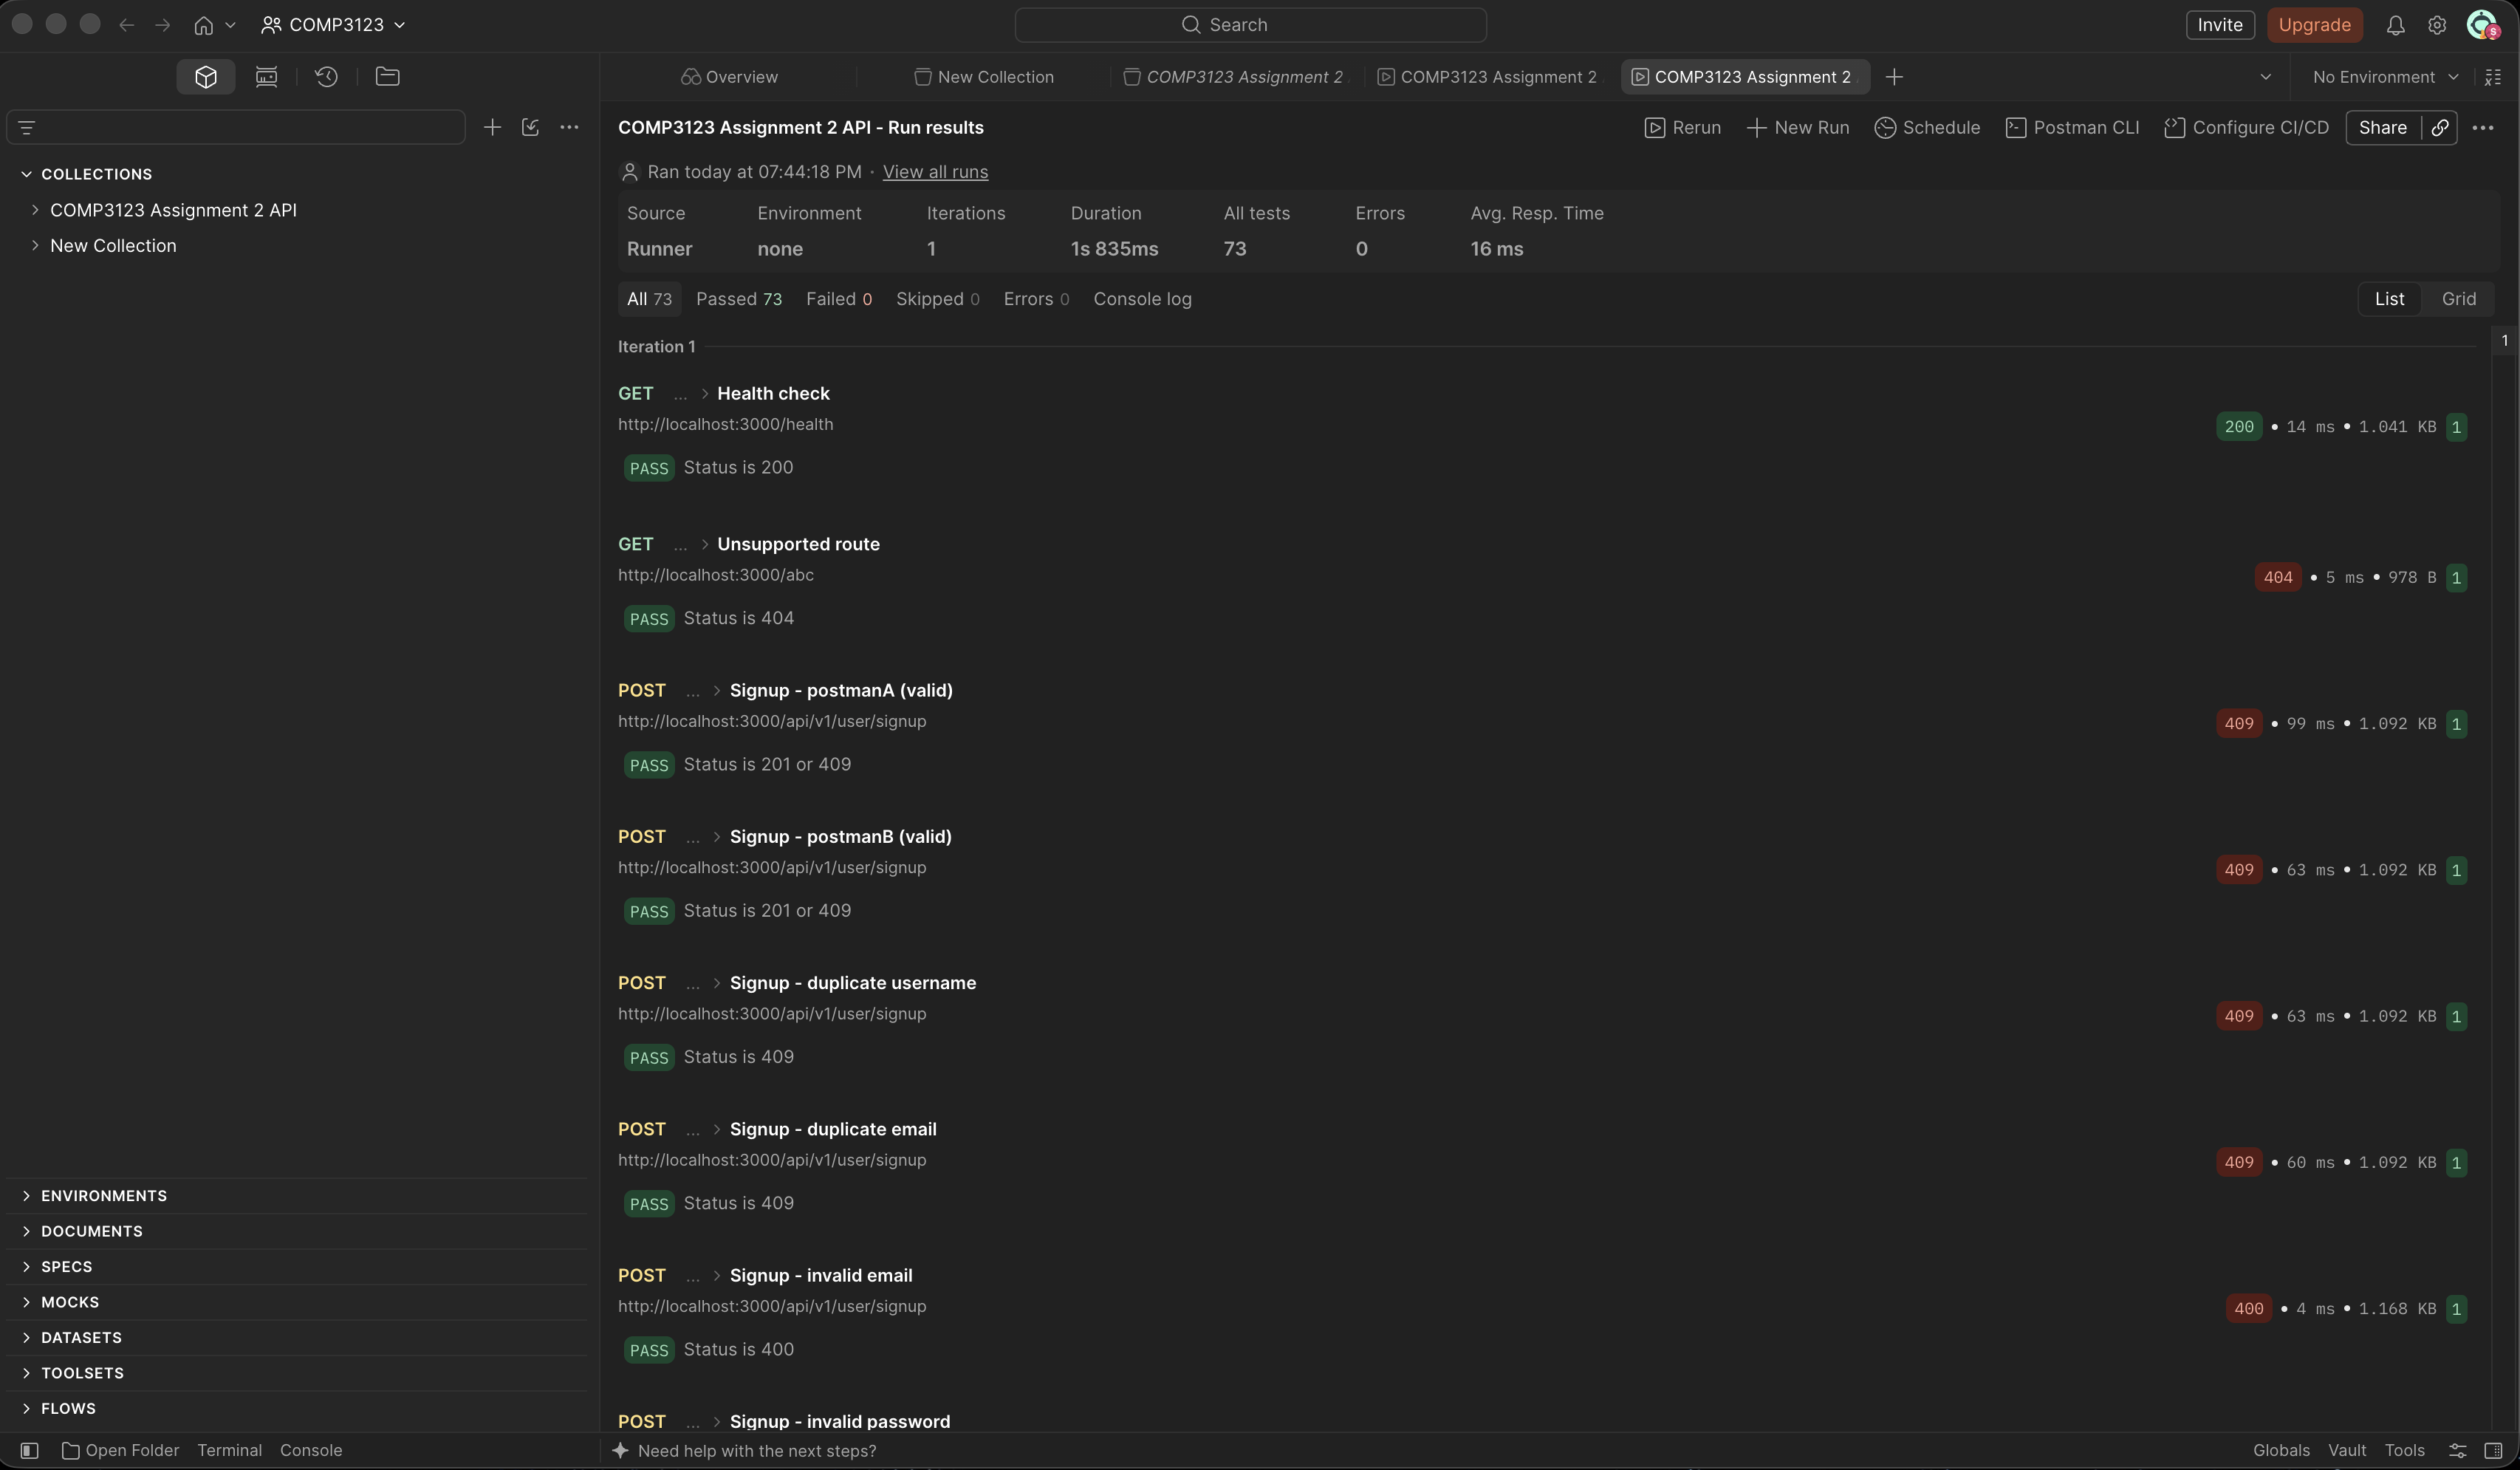 COMP3123
Search
Invite
Upgrade
Overview
New Collection
COMP3123 Assignment 2
COMP3123 Assignment 2
COMP3123 Assignment 2
No Environment
COLLECTIONS
COMP3123 Assignment 2 API
New Collection
ENVIRONMENTS
DOCUMENTS
SPECS
MOCKS
DATASETS
TOOLSETS
FLOWS
COMP3123 Assignment 2 API - Run results
Rerun
New Run
Schedule
Postman CLI
Configure CI/CD
Share
Ran today at 07:44:18 PM · View all runs
Source Environment Iterations Duration All tests Errors Avg. Resp. Time
Runner none 1 1s 835ms 73 0 16 ms
All 73 Passed 73 Failed 0 Skipped 0 Errors 0 Console log
List Grid
Iteration 1
1
GET ... > Health check
http://localhost:3000/health
200 • 14 ms • 1.041 KB 1
PASS Status is 200
GET ... > Unsupported route
http://localhost:3000/abc
404 • 5 ms • 978 B 1
PASS Status is 404
POST ... > Signup - postmanA (valid)
http://localhost:3000/api/v1/user/signup
409 • 99 ms • 1.092 KB 1
PASS Status is 201 or 409
POST ... > Signup - postmanB (valid)
http://localhost:3000/api/v1/user/signup
409 • 63 ms • 1.092 KB 1
PASS Status is 201 or 409
POST ... > Signup - duplicate username
http://localhost:3000/api/v1/user/signup
409 • 63 ms • 1.092 KB 1
PASS Status is 409
POST ... > Signup - duplicate email
http://localhost:3000/api/v1/user/signup
409 • 60 ms • 1.092 KB 1
PASS Status is 409
POST ... > Signup - invalid email
http://localhost:3000/api/v1/user/signup
400 • 4 ms • 1.168 KB 1
PASS Status is 400
POST ... > Signup - invalid password
Open Folder Terminal Console
Need help with the next steps?
Globals Vault Tools